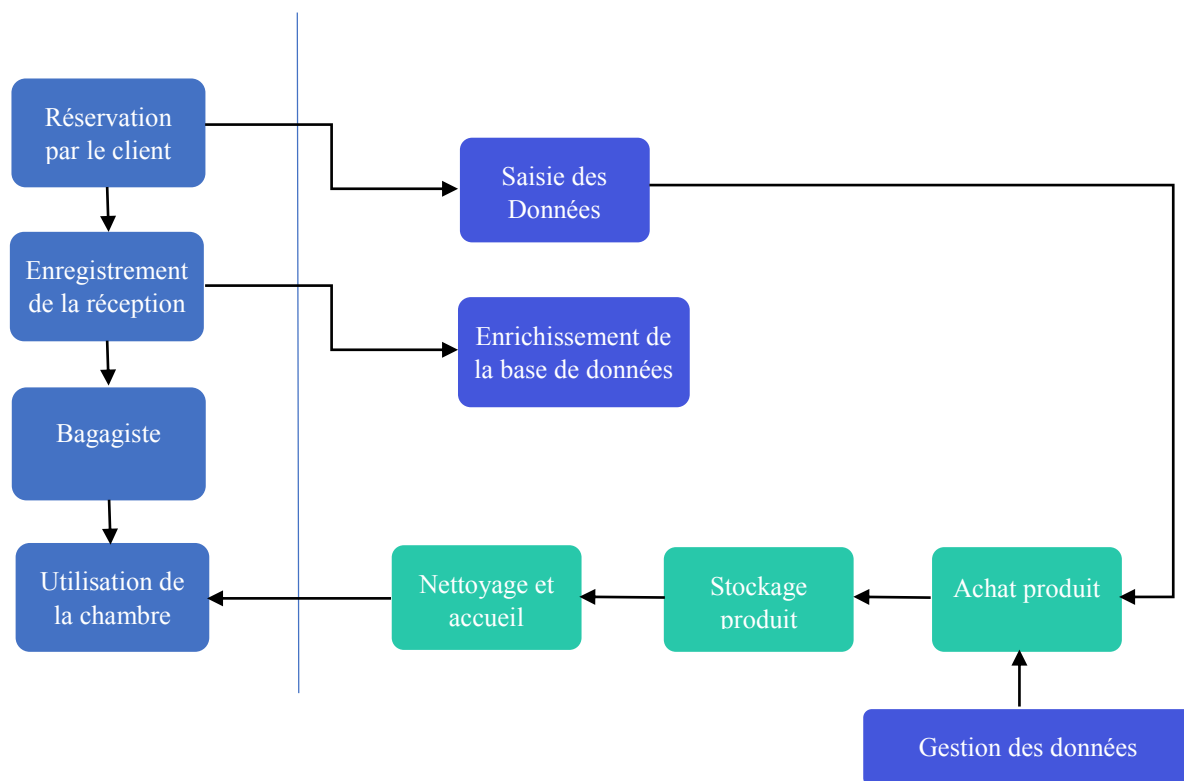 Réservation
par le client
Saisie des
Données
Enregistrement
de la réception
Enrichissement de
la base de données
Bagagiste
Utilisation de
la chambre
Nettoyage et
accueil
Stockage
produit
Achat produit
Gestion des données